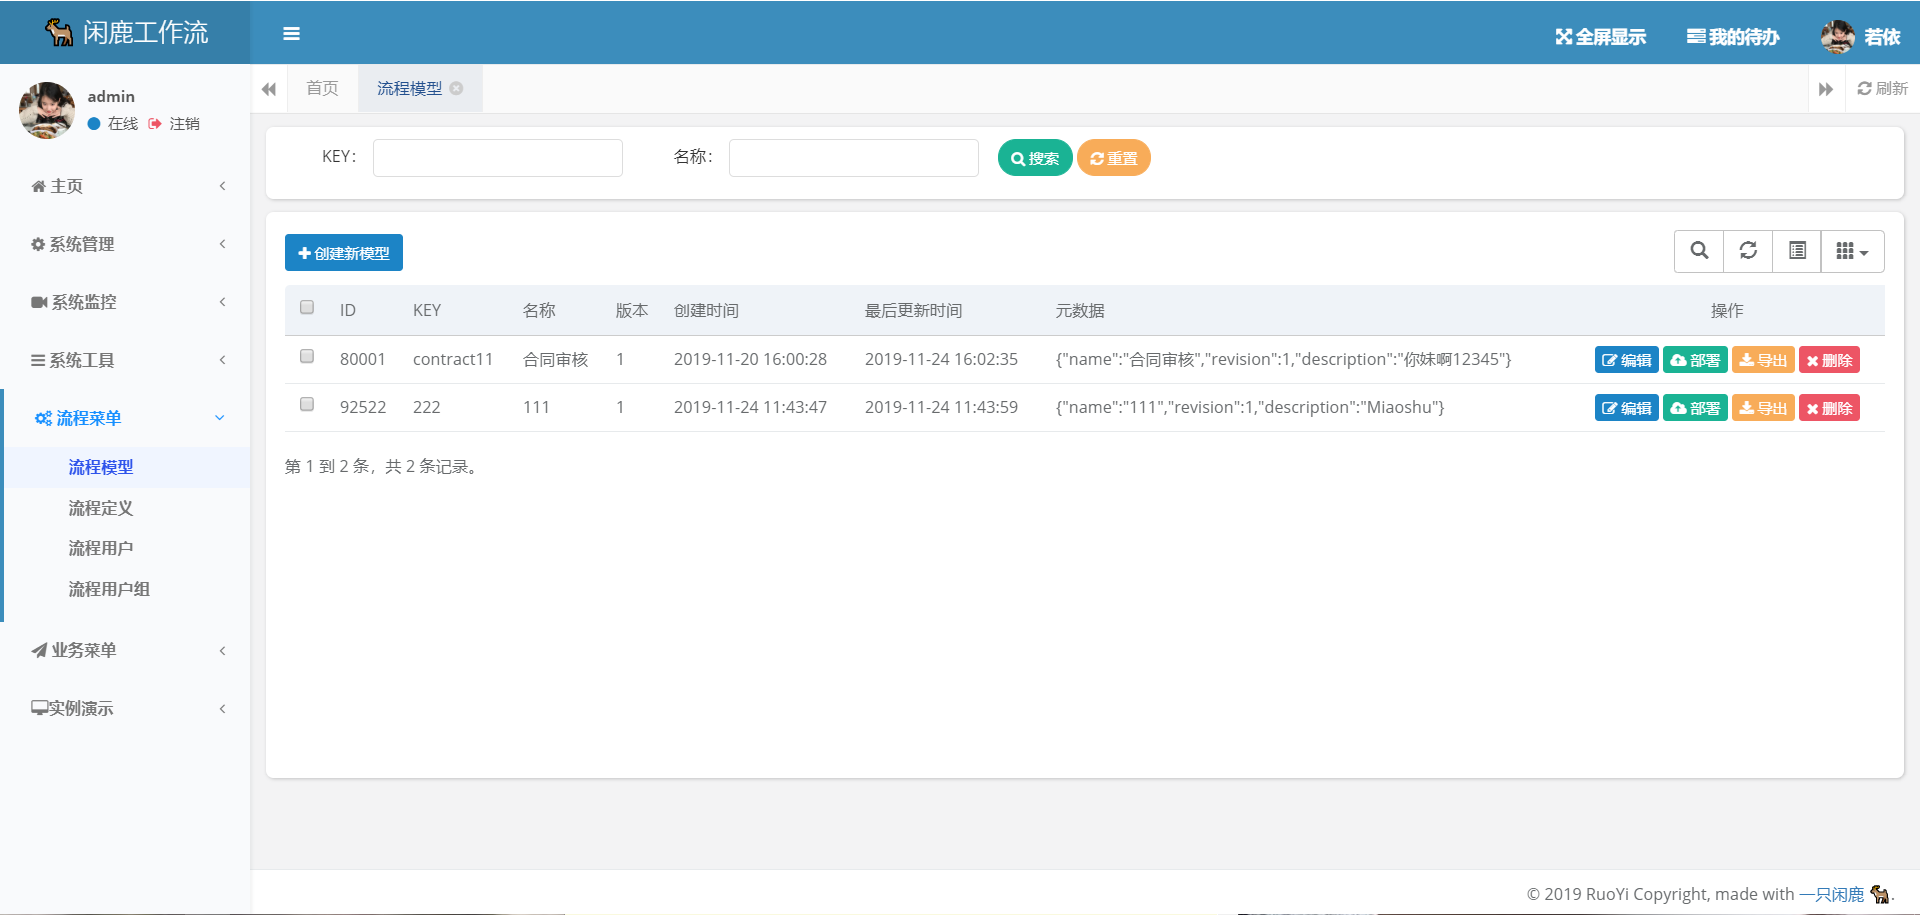 闲鹿工作流
全屏显示 我的待办 若依
admin
在线 注销
首页 流程模型 刷新
主页
系统管理
系统监控
系统工具
流程菜单
流程模型
流程定义
流程用户
流程用户组
业务菜单
实例演示
KEY： 名称： 搜索 重置
创建新模型
ID KEY 名称 版本 创建时间 最后更新时间 元数据 操作
80001 contract11 合同审核 1 2019-11-20 16:00:28 2019-11-24 16:02:35 {"name":"合同审核","revision":1,"description":"你妹啊12345"} 编辑 部署 导出 删除
92522 222 111 1 2019-11-24 11:43:47 2019-11-24 11:43:59 {"name":"111","revision":1,"description":"Miaoshu"} 编辑 部署 导出 删除
第 1 到 2 条，共 2 条记录。
© 2019 RuoYi Copyright, made with 一只闲鹿 .